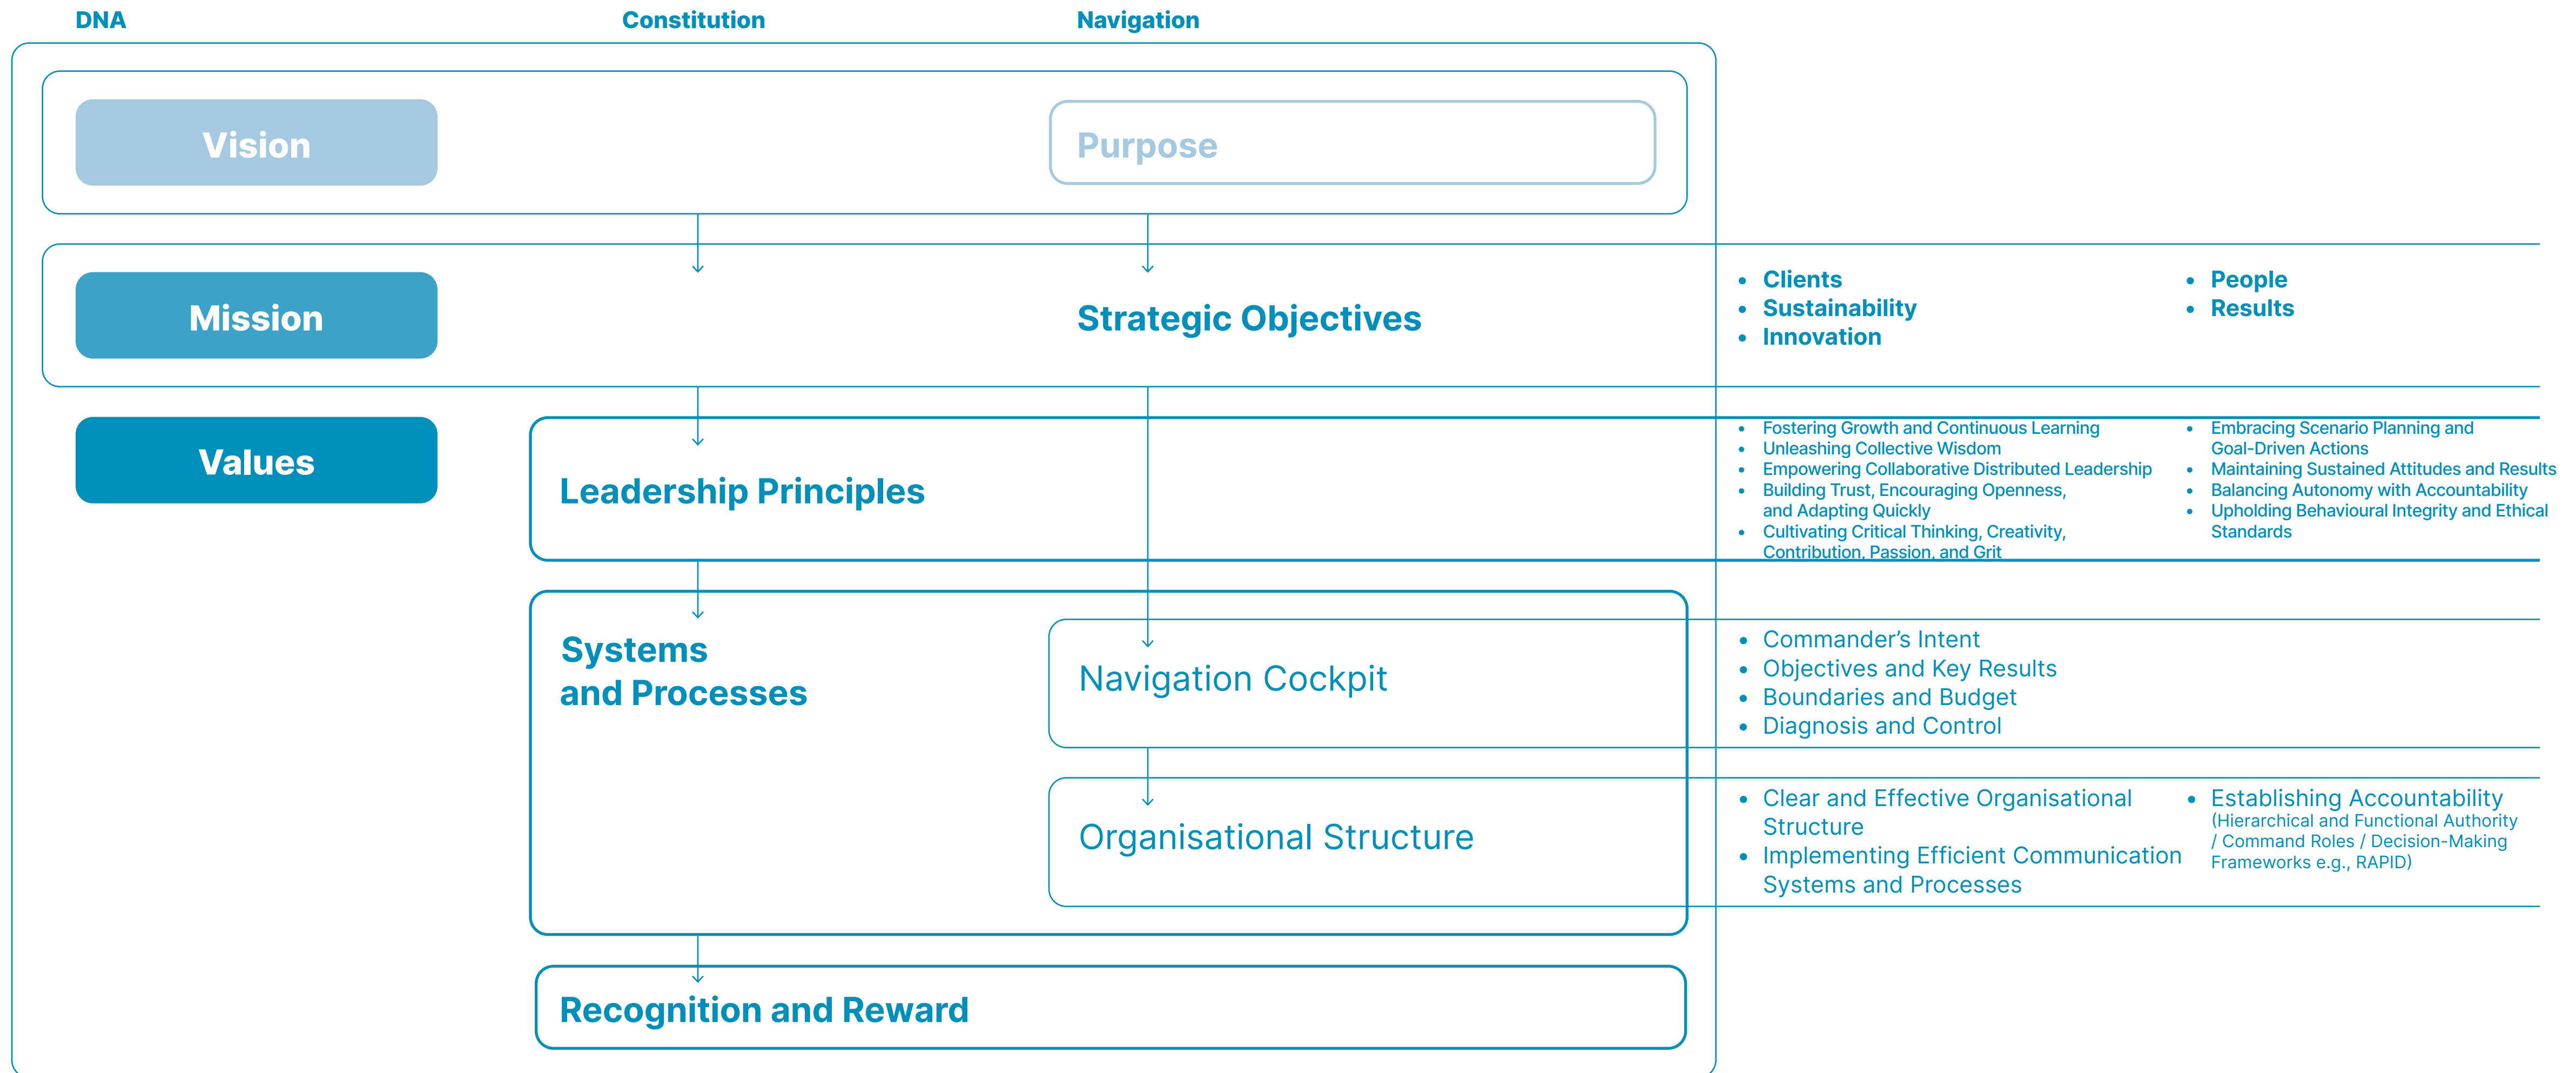 DNA
Constitution
Navigation
Vision
Purpose
Mission
Strategic Objectives
• Clients
• Sustainability
• Innovation
• People
• Results
Values
Leadership Principles
• Fostering Growth and Continuous Learning
• Unleashing Collective Wisdom
• Empowering Collaborative Distributed Leadership
• Building Trust, Encouraging Openness,
and Adapting Quickly
• Cultivating Critical Thinking, Creativity,
Contribution, Passion, and Grit
• Embracing Scenario Planning and
Goal-Driven Actions
• Maintaining Sustained Attitudes and Results
• Balancing Autonomy with Accountability
• Upholding Behavioural Integrity and Ethical
Standards
Systems
and Processes
Navigation Cockpit
• Commander’s Intent
• Objectives and Key Results
• Boundaries and Budget
• Diagnosis and Control
Organisational Structure
• Clear and Effective Organisational
Structure
• Implementing Efficient Communication
Systems and Processes
• Establishing Accountability
(Hierarchical and Functional Authority
/ Command Roles / Decision-Making
Frameworks e.g., RAPID)
Recognition and Reward